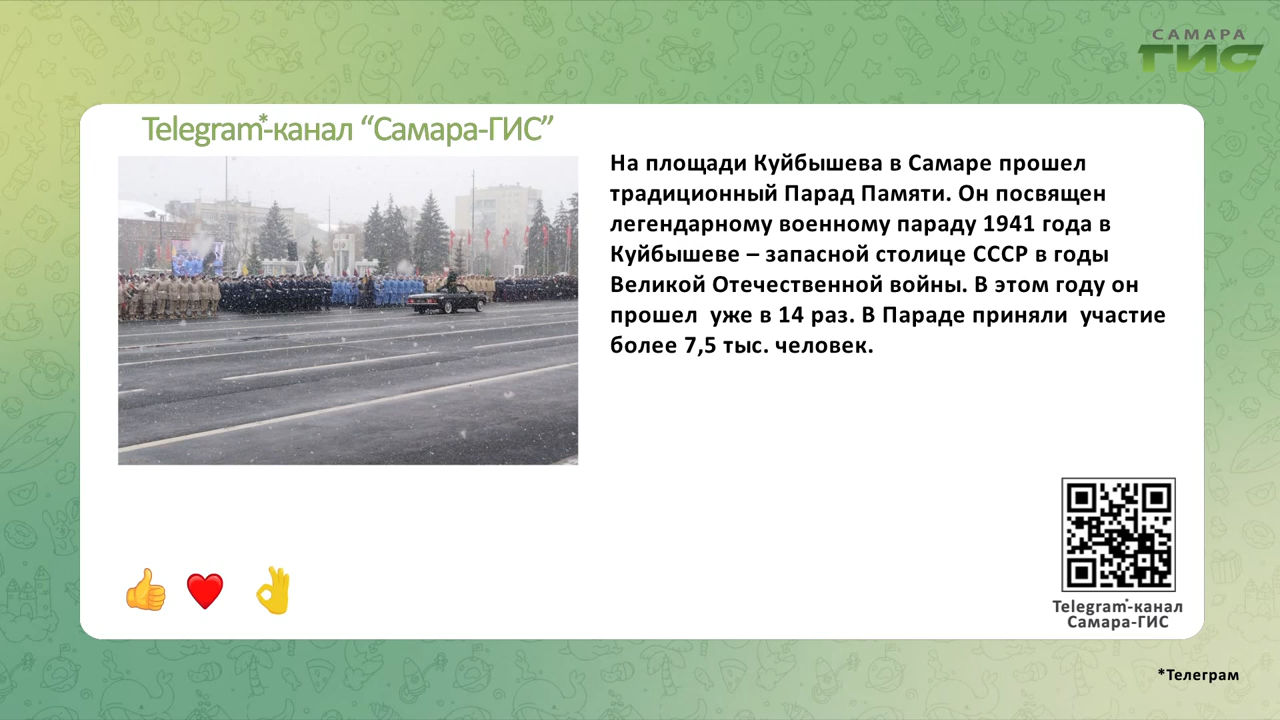 САМАРА
ГИС
Telegram*-канал “Самара-ГИС”
На площади Куйбышева в Самаре прошел
традиционный Парад Памяти. Он посвящен
легендарному военному параду 1941 года в
Куйбышеве – запасной столице СССР в годы
Великой Отечественной войны. В этом году он
прошел  уже в 14 раз. В Параде приняли  участие
более 7,5 тыс. человек.
Telegram*-канал
Самара-ГИС
*Телеграм